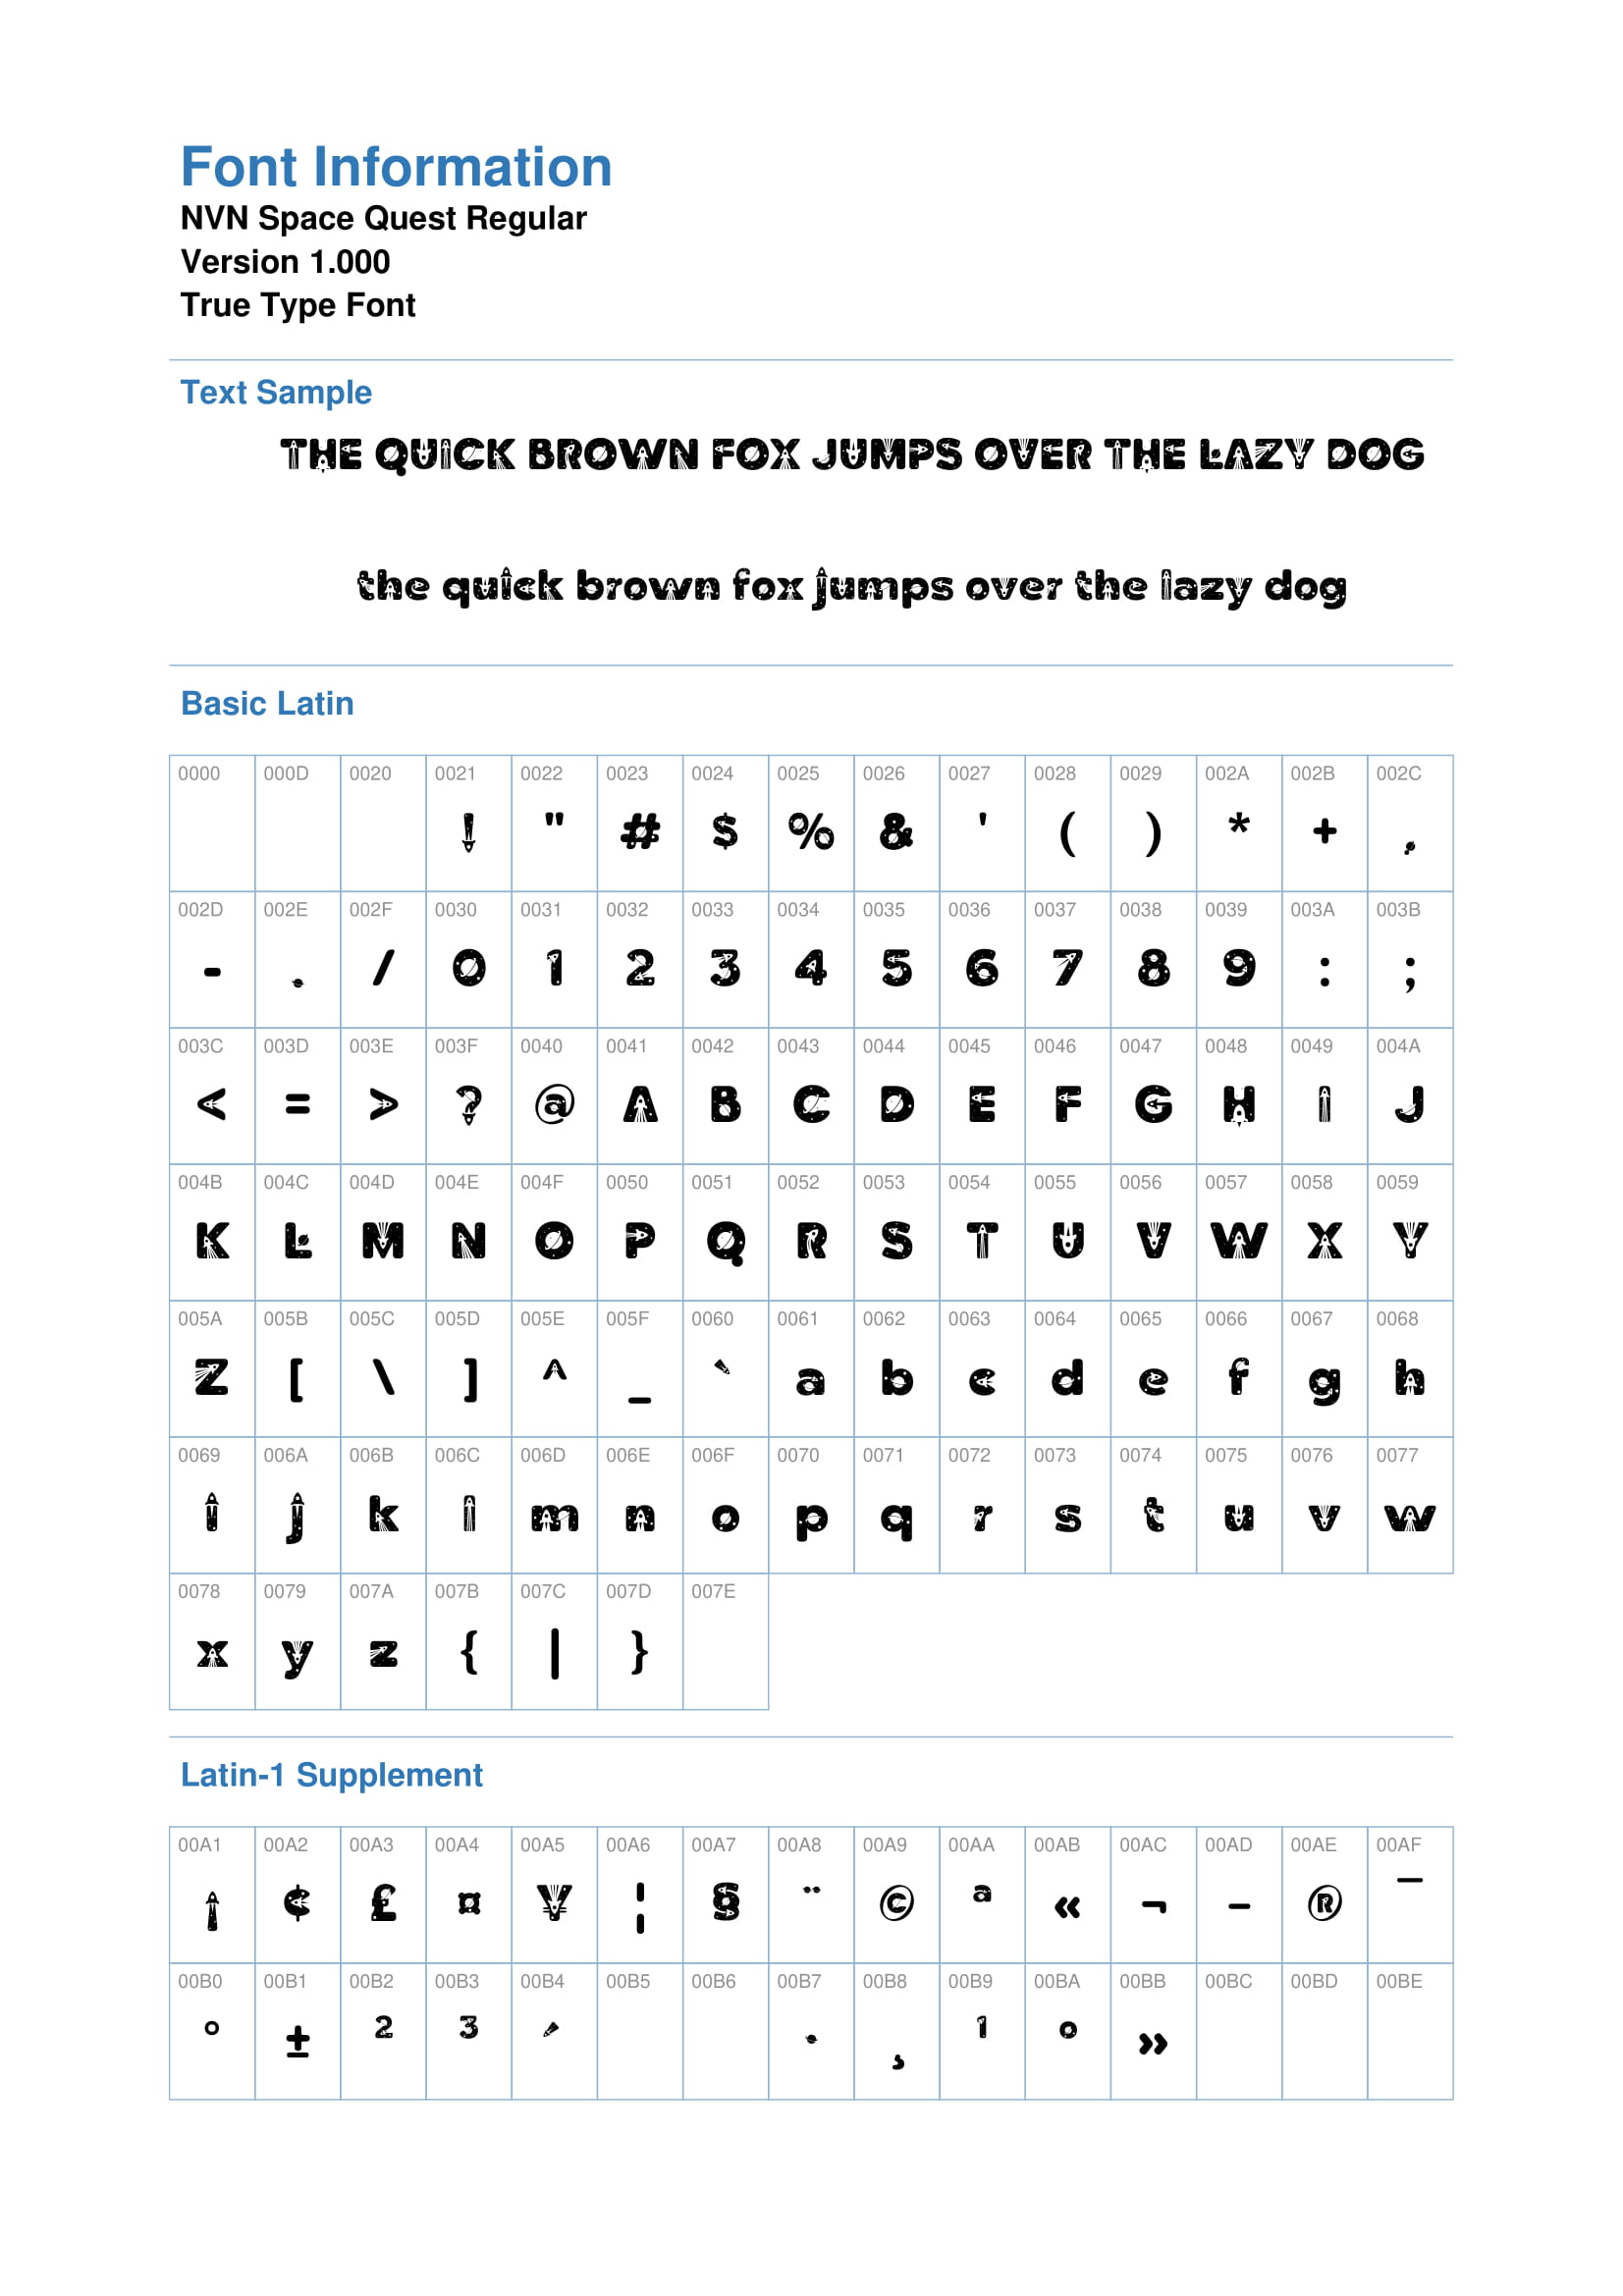 Font Information
NVN Space Quest Regular
Version 1.000
True Type Font
Text Sample
THE QUICK BROWN FOX JUMPS OVER THE LAZY DOG
the quick brown fox jumps over the lazy dog
Basic Latin
0000 000D 0020 0021 0022 0023 0024 0025 0026 0027 0028 0029 002A 002B 002C
! " # $ % & ' ( ) * + ,
002D 002E 002F 0030 0031 0032 0033 0034 0035 0036 0037 0038 0039 003A 003B
- . / 0 1 2 3 4 5 6 7 8 9 : ;
003C 003D 003E 003F 0040 0041 0042 0043 0044 0045 0046 0047 0048 0049 004A
< = > ? @ A B C D E F G H I J
004B 004C 004D 004E 004F 0050 0051 0052 0053 0054 0055 0056 0057 0058 0059
K L M N O P Q R S T U V W X Y
005A 005B 005C 005D 005E 005F 0060 0061 0062 0063 0064 0065 0066 0067 0068
Z [ \ ] ^ _ ` a b c d e f g h
0069 006A 006B 006C 006D 006E 006F 0070 0071 0072 0073 0074 0075 0076 0077
i j k l m n o p q r s t u v w
0078 0079 007A 007B 007C 007D 007E
x y z { | }
Latin-1 Supplement
00A1 00A2 00A3 00A4 00A5 00A6 00A7 00A8 00A9 00AA 00AB 00AC 00AD 00AE 00AF
¡ ¢ £ ¤ ¥ ¦ § ¨ © ª « ¬ - ® ¯
00B0 00B1 00B2 00B3 00B4 00B5 00B6 00B7 00B8 00B9 00BA 00BB 00BC 00BD 00BE
° ± ² ³ ´ · ¸ ¹ º »